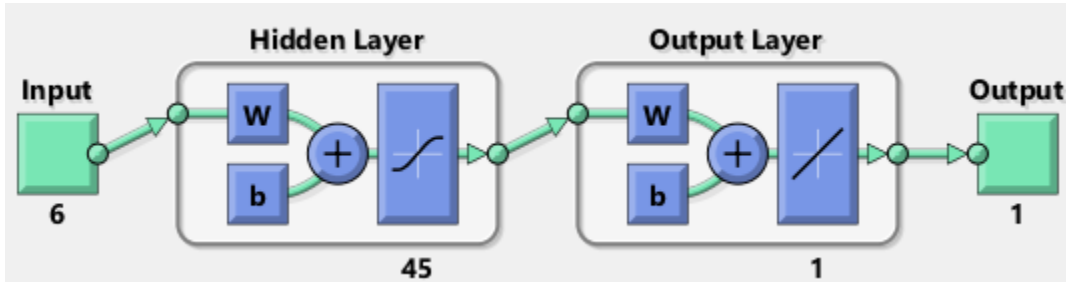 Hidden Layer
Output Layer
Input
Output
W
W
+
+
b
b
6
1
45
1